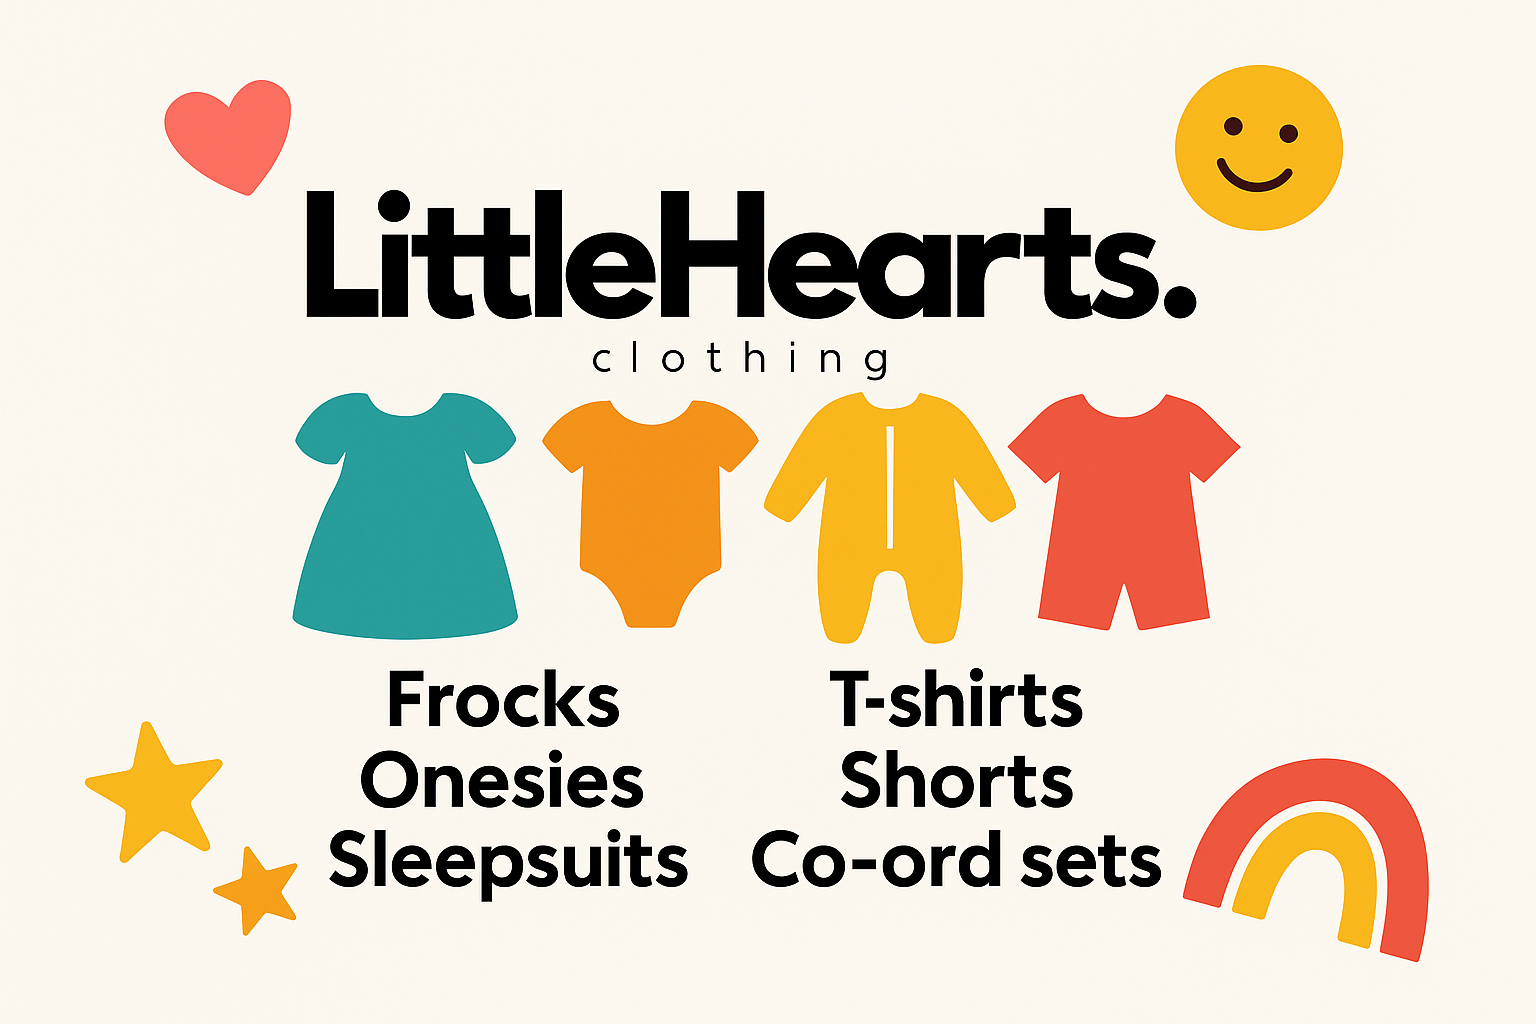 LittleHearts.
clothing
Frocks
Onesies
Sleepsuits
T-shirts
Shorts
Co-ord sets